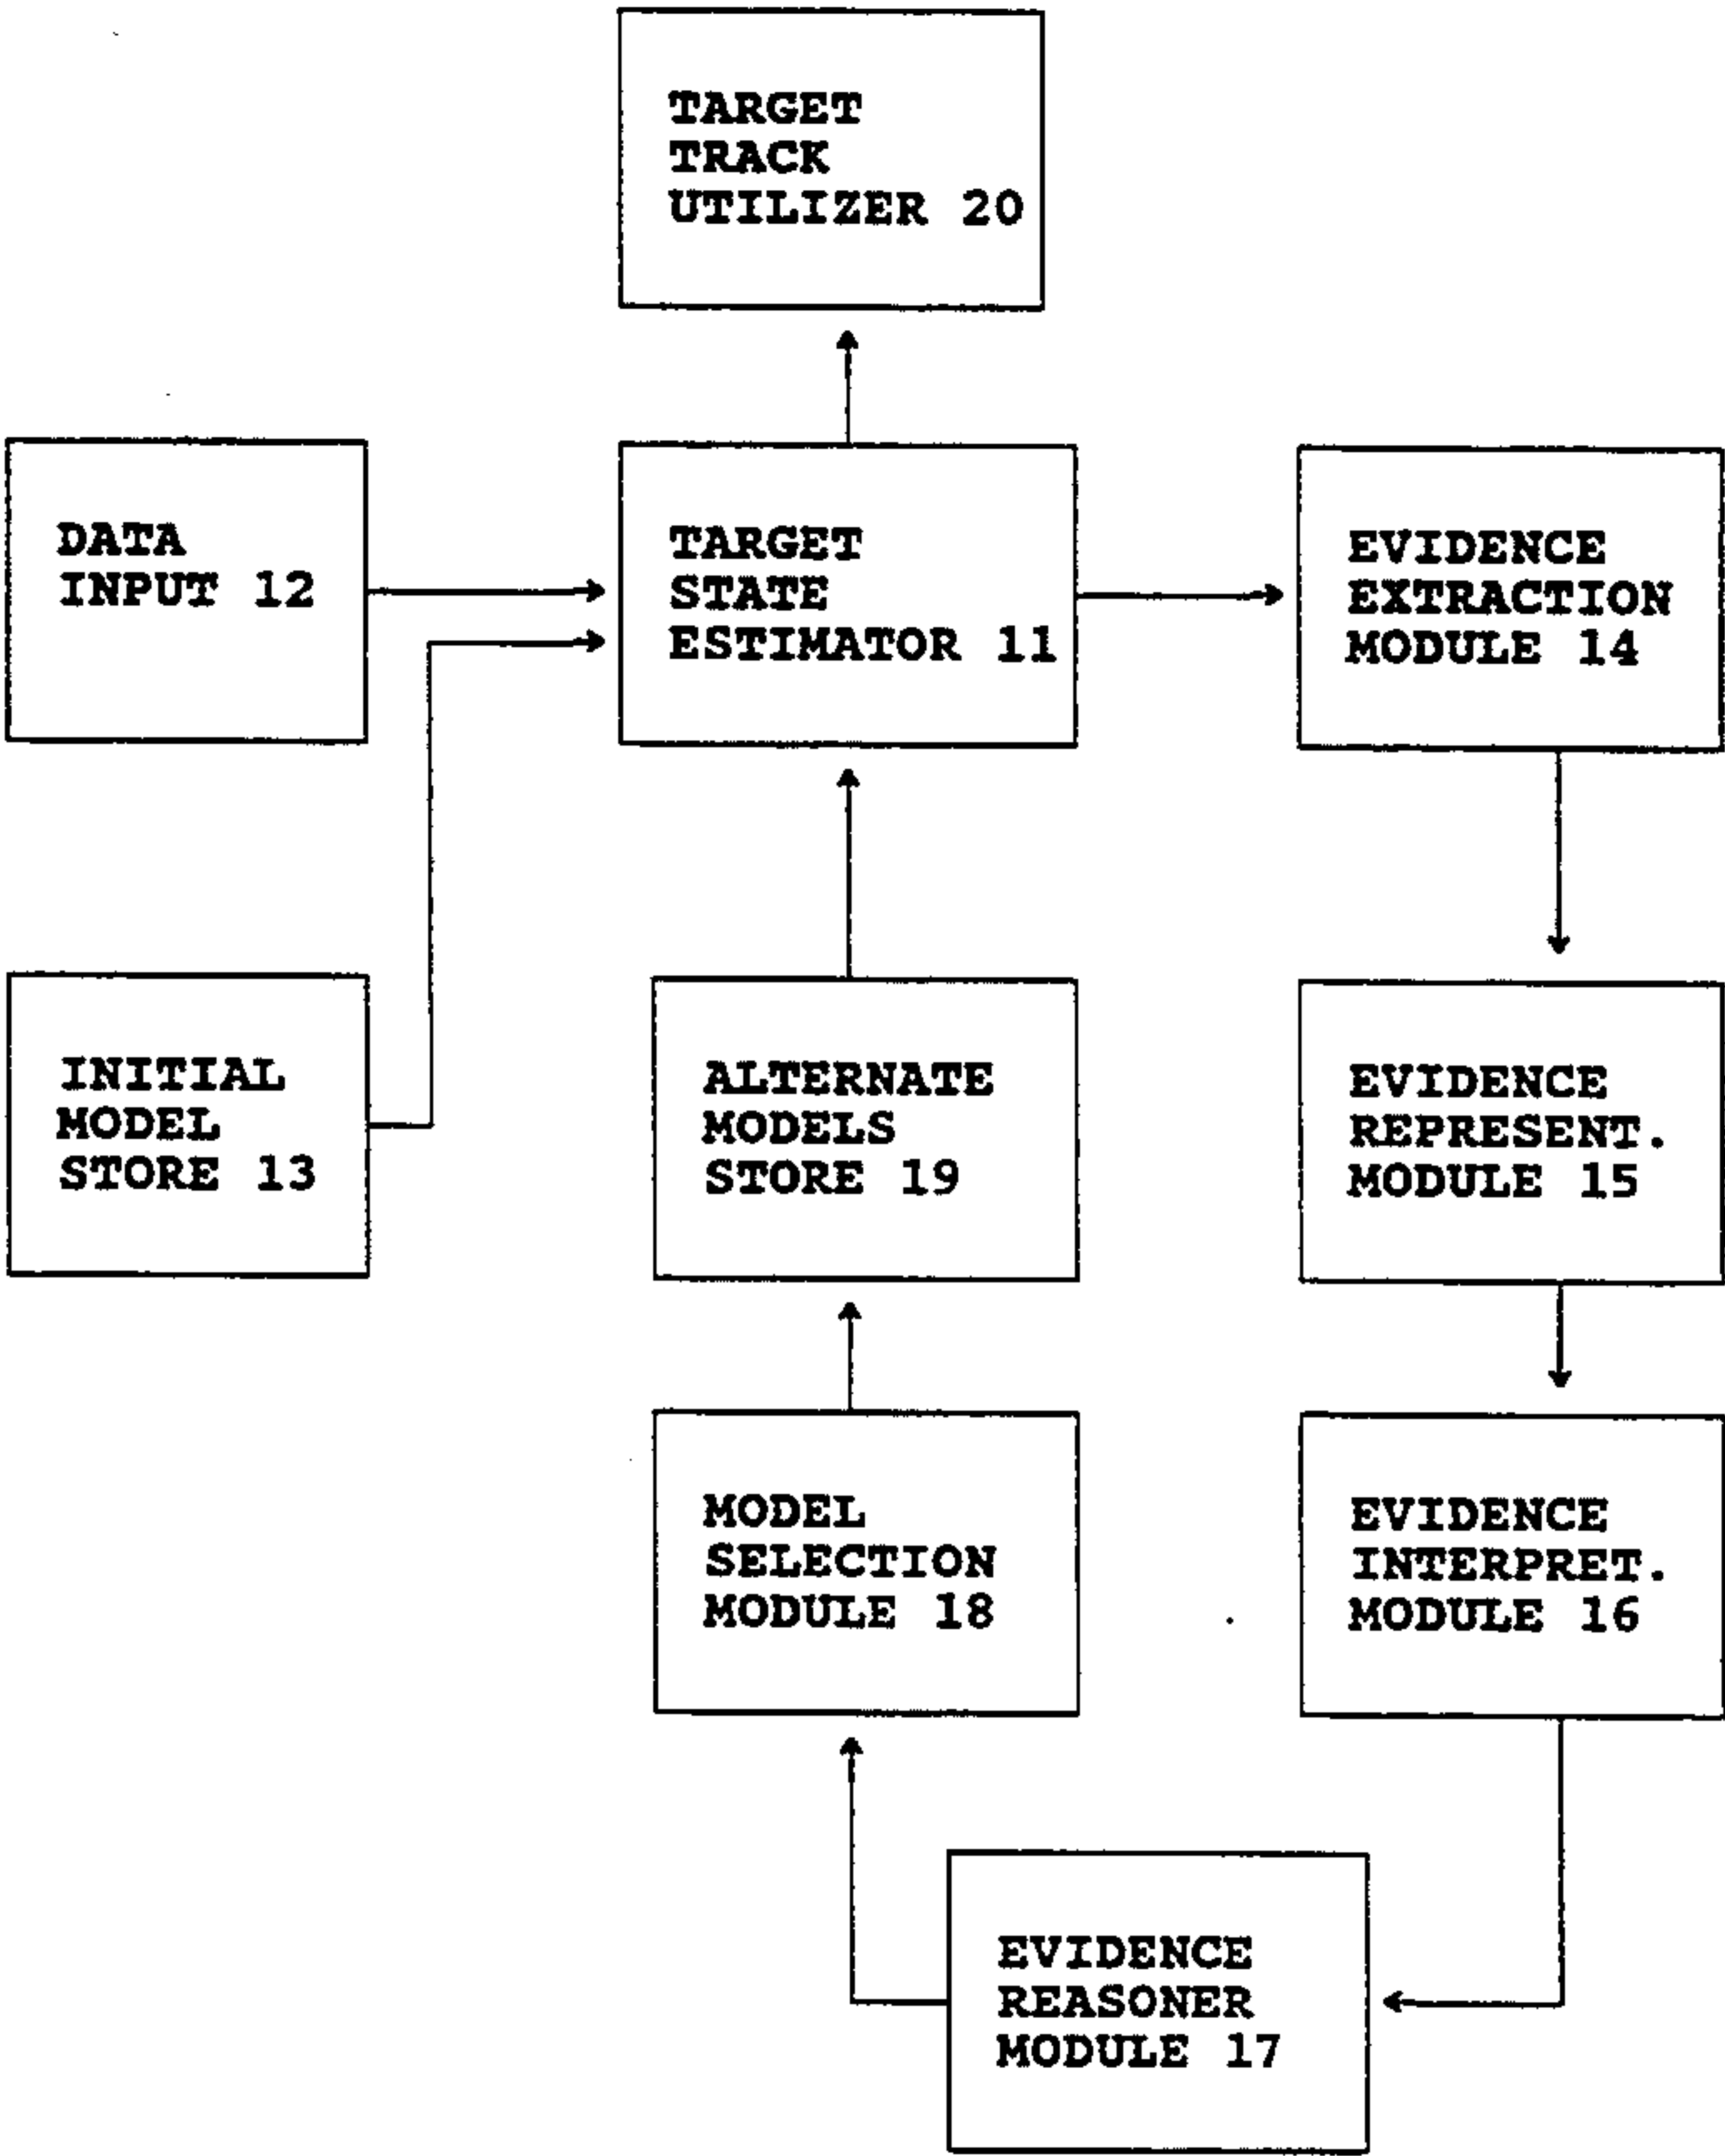 TARGET
TRACK
UTILIZER 20
DATA
INPUT 12
TARGET
STATE
ESTIMATOR 11
EVIDENCE
EXTRACTION
MODULE 14
INITIAL
MODEL
STORE 13
ALTERNATE
MODELS
STORE 19
EVIDENCE
REPRESENT.
MODULE 15
MODEL
SELECTION
MODULE 18
EVIDENCE
INTERPRET.
MODULE 16
EVIDENCE
REASONER
MODULE 17